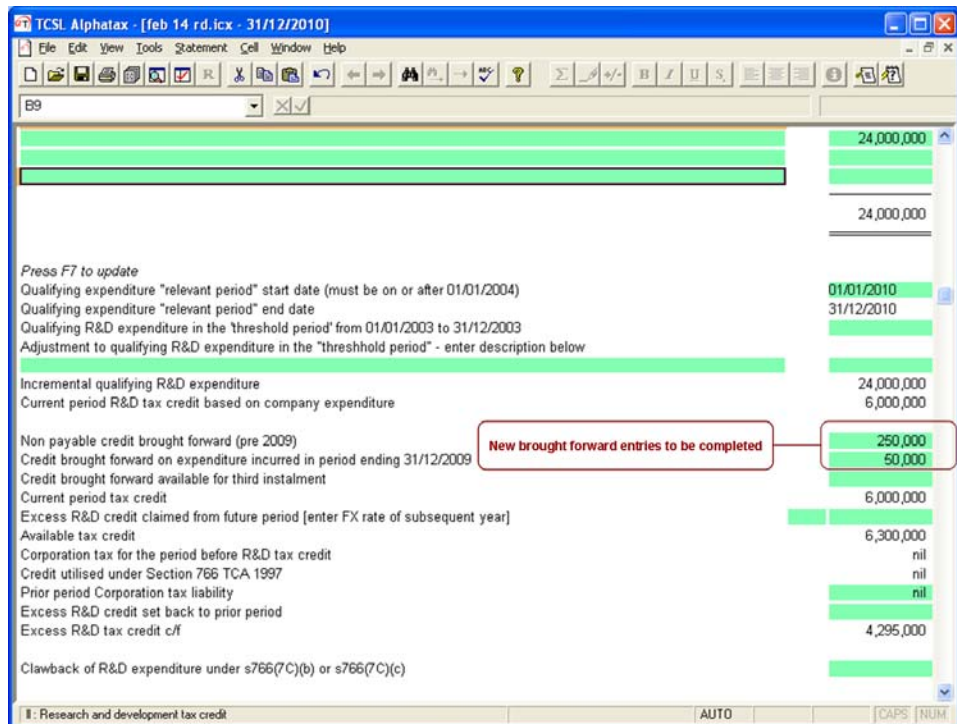 TCSL Alphatax - [feb 14 rd.icx - 31/12/2010]
File Edit View Tools Statement Cell Window Help
R Σ +/- B I U S
B9
24,000,000
24,000,000
Press F7 to update
Qualifying expenditure "relevant period" start date (must be on or after 01/01/2004) 01/01/2010
Qualifying expenditure "relevant period" end date 31/12/2010
Qualifying R&D expenditure in the 'threshold period' from 01/01/2003 to 31/12/2003
Adjustment to qualifying R&D expenditure in the "threshhold period" - enter description below
Incremental qualifying R&D expenditure 24,000,000
Current period R&D tax credit based on company expenditure 6,000,000
New brought forward entries to be completed
Non payable credit brought forward (pre 2009) 250,000
Credit brought forward on expenditure incurred in period ending 31/12/2009 50,000
Credit brought forward available for third instalment
Current period tax credit 6,000,000
Excess R&D credit claimed from future period [enter FX rate of subsequent year]
Available tax credit 6,300,000
Corporation tax for the period before R&D tax credit nil
Credit utilised under Section 766 TCA 1997 nil
Prior period Corporation tax liability nil
Excess R&D credit set back to prior period
Excess R&D tax credit c/f 4,295,000
Clawback of R&D expenditure under s766(7C)(b) or s766(7C)(c)
: Research and development tax credit AUTO CAPS NUM